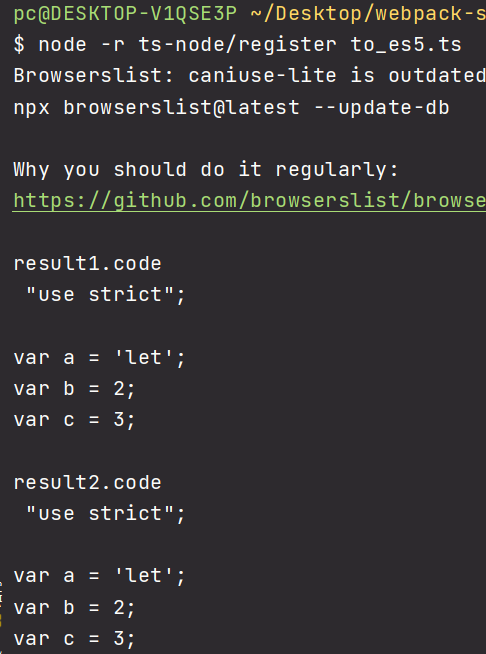 pc@DESKTOP-V1QSE3P ~/Desktop/webpack-s
$ node -r ts-node/register to_es5.ts
Browserslist: caniuse-lite is outdated
npx browserslist@latest --update-db
Why you should do it regularly:
https://github.com/browserslist/browse
result1.code
"use strict";
var a = 'let';
var b = 2;
var c = 3;
result2.code
"use strict";
var a = 'let';
var b = 2;
var c = 3;